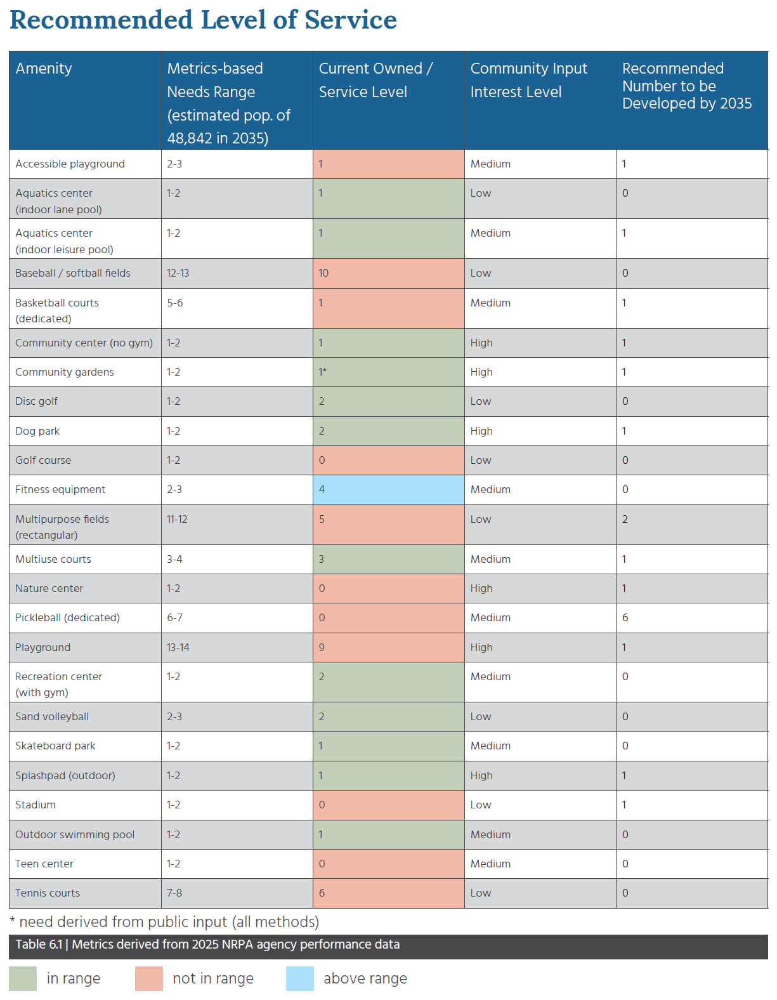 Recommended Level of Service
Amenity
Metrics-based
Needs Range
(estimated pop. of
48,842 in 2035)
Current Owned /
Service Level
Community Input
Interest Level
Recommended
Number to be
Developed by 2035
Accessible playground 2-3 1 Medium 1
Aquatics center 1-2 1 Low 0
(indoor lane pool)
Aquatics center 1-2 1 Medium 1
(indoor leisure pool)
Baseball / softball fields 12-13 10 Low 0
Basketball courts 5-6 1 Medium 1
(dedicated)
Community center (no gym) 1-2 1 High 1
Community gardens 1-2 1* High 1
Disc golf 1-2 2 Low 0
Dog park 1-2 2 High 1
Golf course 1-2 0 Low 0
Fitness equipment 2-3 4 Medium 0
Multipurpose fields 11-12 5 Low 2
(rectangular)
Multiuse courts 3-4 3 Medium 1
Nature center 1-2 0 High 1
Pickleball (dedicated) 6-7 0 Medium 6
Playground 13-14 9 High 1
Recreation center 1-2 2 Medium 0
(with gym)
Sand volleyball 2-3 2 Low 0
Skateboard park 1-2 1 Medium 0
Splashpad (outdoor) 1-2 1 High 1
Stadium 1-2 0 Low 1
Outdoor swimming pool 1-2 1 Medium 0
Teen center 1-2 0 Medium 0
Tennis courts 7-8 6 Low 0
* need derived from public input (all methods)
Table 6.1 | Metrics derived from 2025 NRPA agency performance data
in range not in range above range